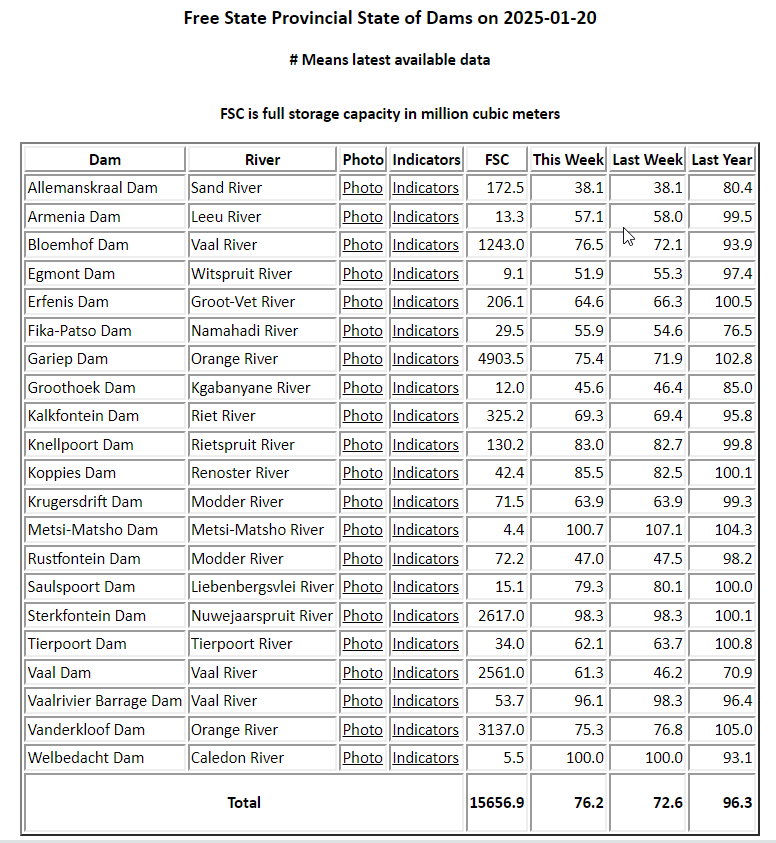 Free State Provincial State of Dams on 2025-01-20
# Means latest available data
FSC is full storage capacity in million cubic meters
Dam River Photo Indicators FSC This Week Last Week Last Year
Allemanskraal Dam Sand River Photo Indicators 172.5 38.1 38.1 80.4
Armenia Dam Leeu River Photo Indicators 13.3 57.1 58.0 99.5
Bloemhof Dam Vaal River Photo Indicators 1243.0 76.5 72.1 93.9
Egmont Dam Witspruit River Photo Indicators 9.1 51.9 55.3 97.4
Erfenis Dam Groot-Vet River Photo Indicators 206.1 64.6 66.3 100.5
Fika-Patso Dam Namahadi River Photo Indicators 29.5 55.9 54.6 76.5
Gariep Dam Orange River Photo Indicators 4903.5 75.4 71.9 102.8
Groothoek Dam Kgabanyane River Photo Indicators 12.0 45.6 46.4 85.0
Kalkfontein Dam Riet River Photo Indicators 325.2 69.3 69.4 95.8
Knellpoort Dam Rietspruit River Photo Indicators 130.2 83.0 82.7 99.8
Koppies Dam Renoster River Photo Indicators 42.4 85.5 82.5 100.1
Krugersdrift Dam Modder River Photo Indicators 71.5 63.9 63.9 99.3
Metsi-Matsho Dam Metsi-Matsho River Photo Indicators 4.4 100.7 107.1 104.3
Rustfontein Dam Modder River Photo Indicators 72.2 47.0 47.5 98.2
Saulspoort Dam Liebenbergsvlei River Photo Indicators 15.1 79.3 80.1 100.0
Sterkfontein Dam Nuwejaarspruit River Photo Indicators 2617.0 98.3 98.3 100.1
Tierpoort Dam Tierpoort River Photo Indicators 34.0 62.1 63.7 100.8
Vaal Dam Vaal River Photo Indicators 2561.0 61.3 46.2 70.9
Vaalrivier Barrage Dam Vaal River Photo Indicators 53.7 96.1 98.3 96.4
Vanderkloof Dam Orange River Photo Indicators 3137.0 75.3 76.8 105.0
Welbedacht Dam Caledon River Photo Indicators 5.5 100.0 100.0 93.1
Total 15656.9 76.2 72.6 96.3